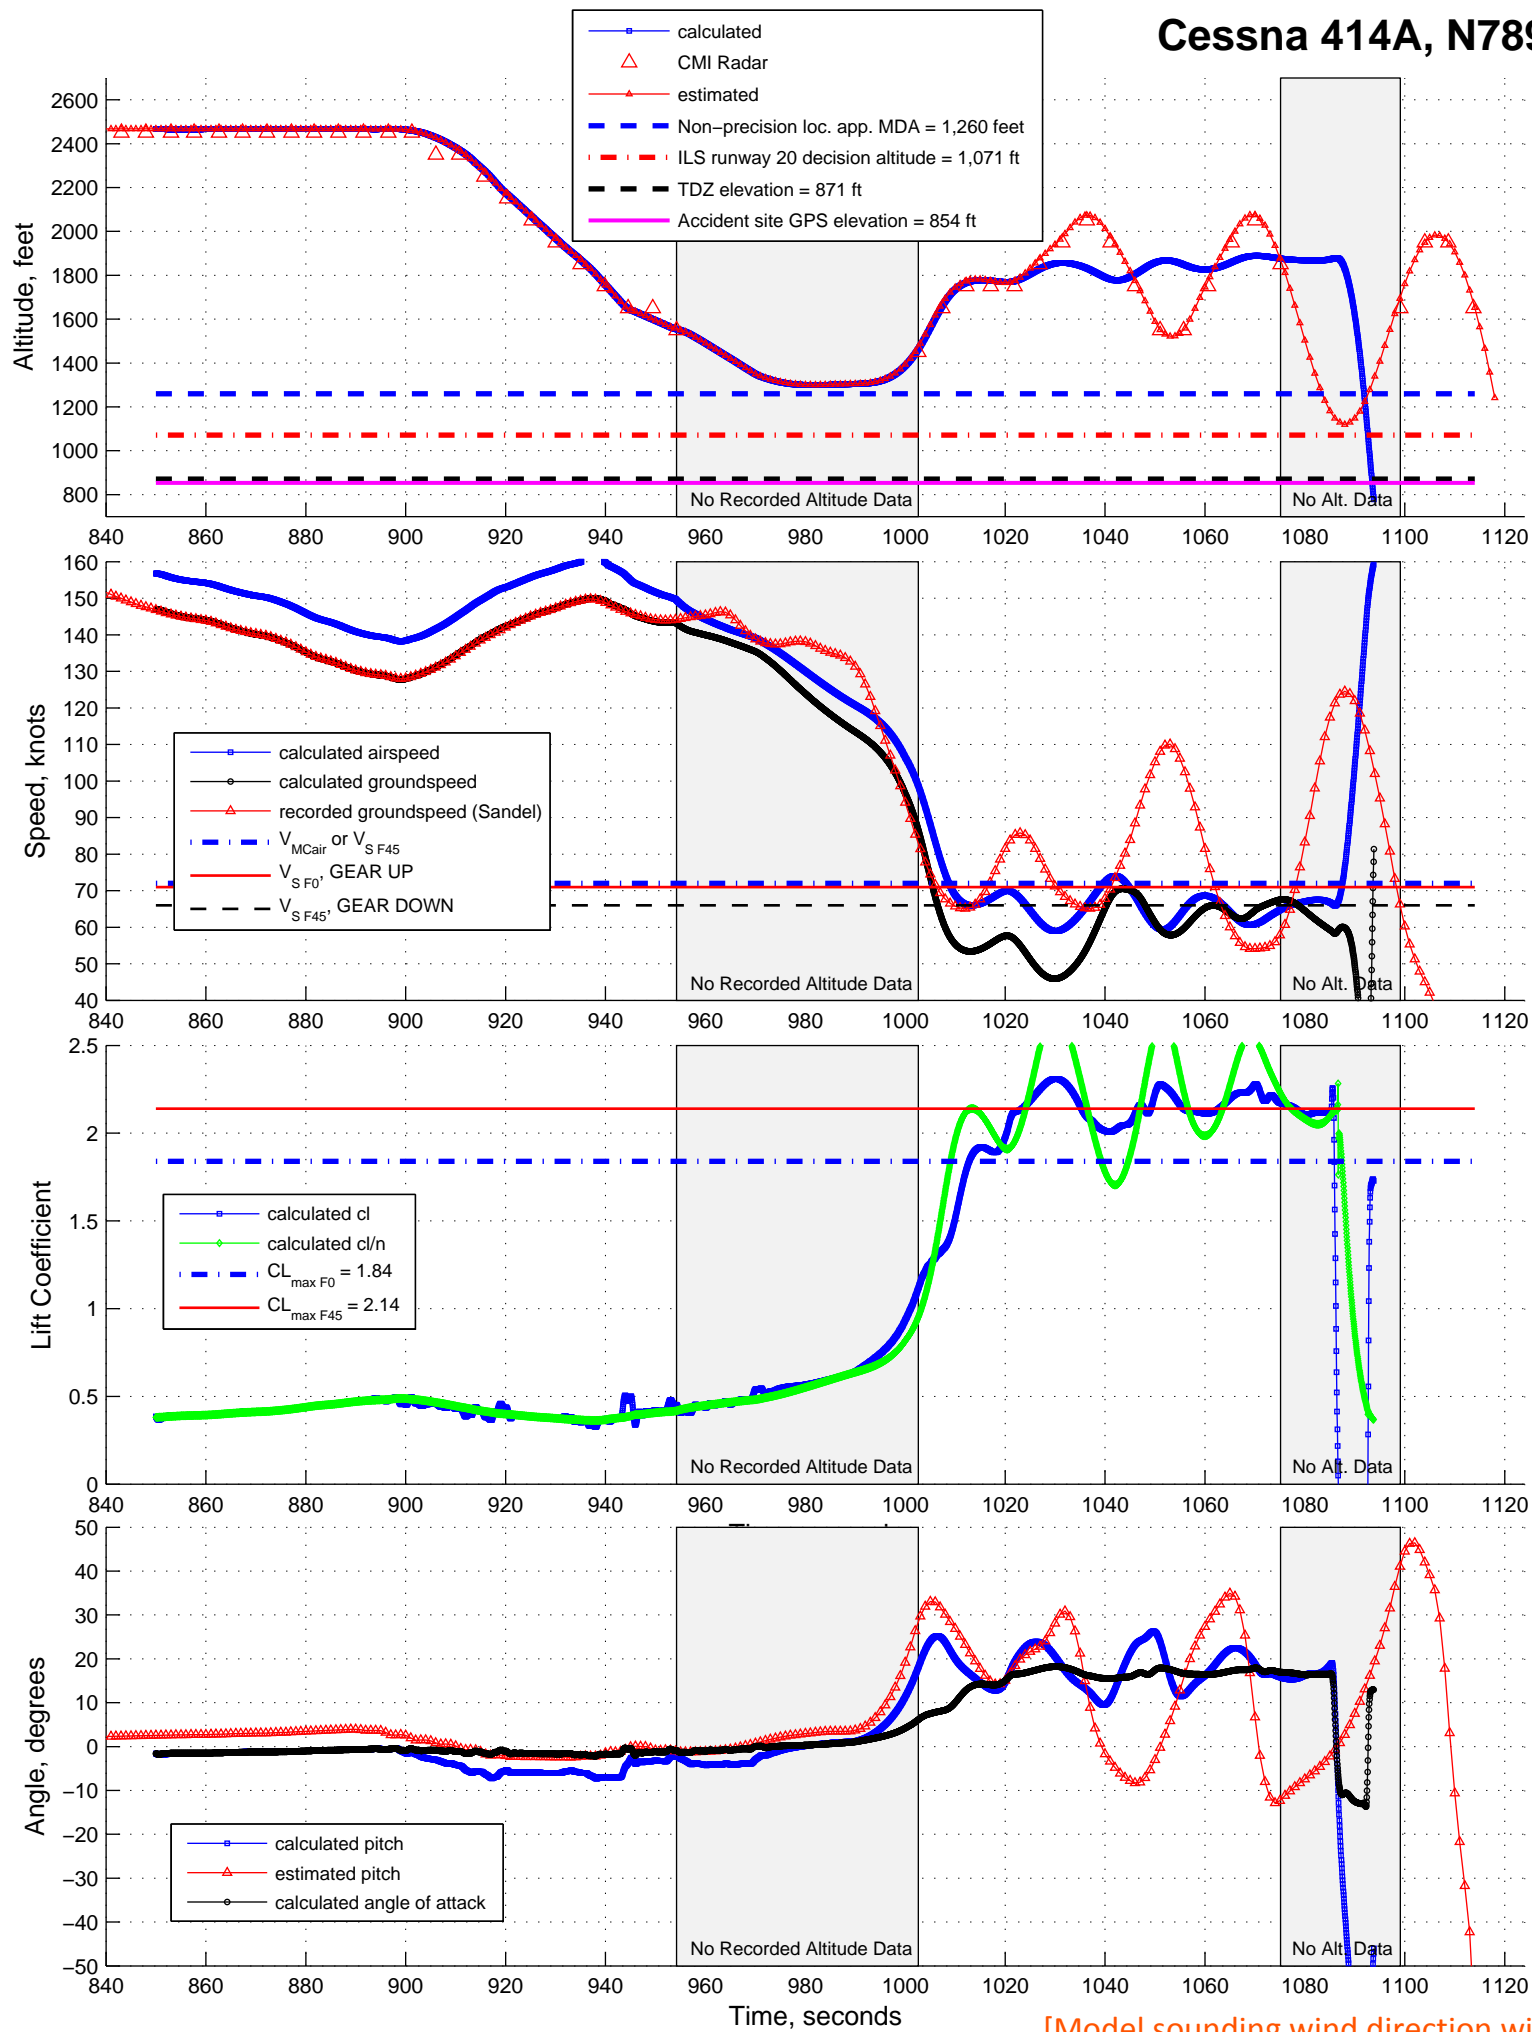 Cessna 414A, N789
calculated
CMI Radar
estimated
Non−precision loc. app. MDA = 1,260 feet
ILS runway 20 decision altitude = 1,071 ft
TDZ elevation = 871 ft
Accident site GPS elevation = 854 ft
Altitude, feet
2600
2400
2200
2000
1800
1600
1400
1200
1000
800
No Recorded Altitude Data
No Alt. Data
840 860 880 900 920 940 960 980 1000 1020 1040 1060 1080 1100 1120
Speed, knots
160
150
140
130
120
110
100
90
80
70
60
50
40
calculated airspeed
calculated groundspeed
recorded groundspeed (Sandel)
V MCair or V S F45
V S F0, GEAR UP
V S F45, GEAR DOWN
No Recorded Altitude Data
No Alt. Data
840 860 880 900 920 940 960 980 1000 1020 1040 1060 1080 1100 1120
Lift Coefficient
2.5
2
1.5
1
0.5
0
calculated cl
calculated cl/n
CL max F0 = 1.84
CL max F45 = 2.14
No Recorded Altitude Data
No Alt. Data
840 860 880 900 920 940 960 980 1000 1020 1040 1060 1080 1100 1120
Angle, degrees
50
40
30
20
10
0
−10
−20
−30
−40
−50
calculated pitch
estimated pitch
calculated angle of attack
No Recorded Altitude Data
No Alt. Data
840 860 880 900 920 940 960 980 1000 1020 1040 1060 1080 1100 1120
Time, seconds
[Model sounding wind direction wi